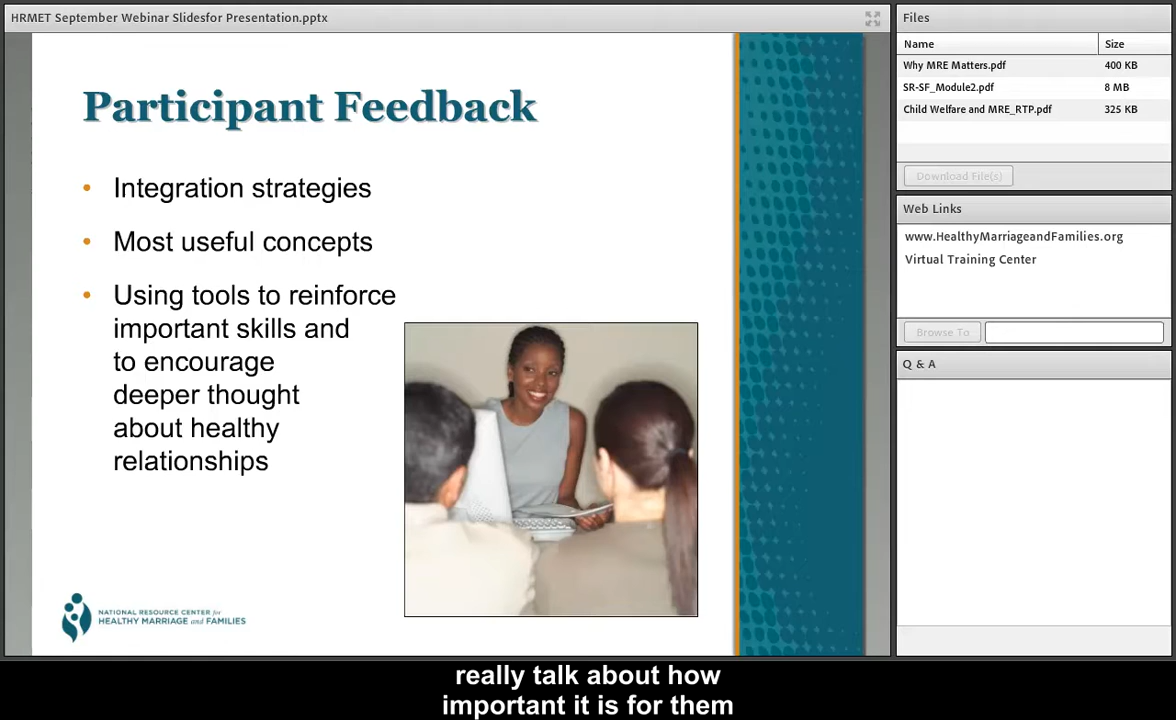 HRMET September Webinar Slidesfor Presentation.pptx
Participant Feedback
• Integration strategies
• Most useful concepts
• Using tools to reinforce
important skills and
to encourage
deeper thought
about healthy
relationships
NATIONAL RESOURCE CENTER for
HEALTHY MARRIAGE and FAMILIES
Files
Name Size
Why MRE Matters.pdf 400 KB
SR-SF_Module2.pdf 8 MB
Child Welfare and MRE_RTP.pdf 325 KB
Download File(s)
Web Links
www.HealthyMarriageandFamilies.org
Virtual Training Center
Browse To
Q & A
really talk about how
important it is for them